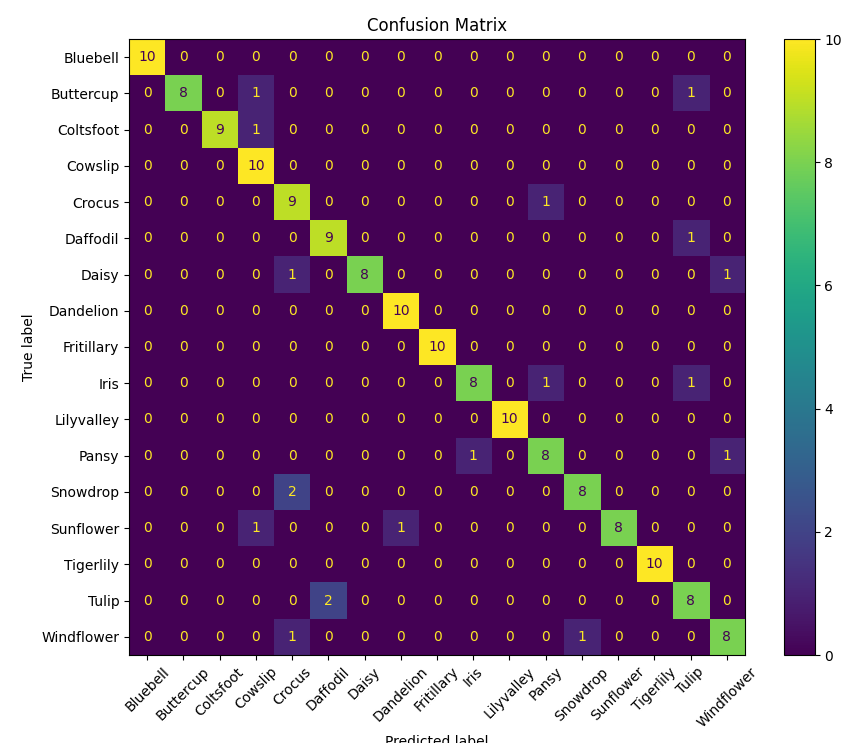 Confusion Matrix
Bluebell 10 0 0 0 0 0 0 0 0 0 0 0 0 0 0 0 0
Buttercup 0 8 0 1 0 0 0 0 0 0 0 0 0 0 0 1 0
Coltsfoot 0 0 9 1 0 0 0 0 0 0 0 0 0 0 0 0 0
Cowslip 0 0 0 10 0 0 0 0 0 0 0 0 0 0 0 0 0
Crocus 0 0 0 0 9 0 0 0 0 0 0 1 0 0 0 0 0
Daffodil 0 0 0 0 0 9 0 0 0 0 0 0 0 0 0 1 0
Daisy 0 0 0 0 1 0 8 0 0 0 0 0 0 0 0 0 1
Dandelion 0 0 0 0 0 0 0 10 0 0 0 0 0 0 0 0 0
Fritillary 0 0 0 0 0 0 0 0 10 0 0 0 0 0 0 0 0
Iris 0 0 0 0 0 0 0 0 0 8 0 1 0 0 0 1 0
Lilyvalley 0 0 0 0 0 0 0 0 0 0 10 0 0 0 0 0 0
Pansy 0 0 0 0 0 0 0 0 0 1 0 8 0 0 0 0 1
Snowdrop 0 0 0 0 2 0 0 0 0 0 0 0 8 0 0 0 0
Sunflower 0 0 0 1 0 0 0 1 0 0 0 0 0 8 0 0 0
Tigerlily 0 0 0 0 0 0 0 0 0 0 0 0 0 0 10 0 0
Tulip 0 0 0 0 0 2 0 0 0 0 0 0 0 0 0 8 0
Windflower 0 0 0 0 1 0 0 0 0 0 0 0 1 0 0 0 8
True label
Bluebell Buttercup Coltsfoot Cowslip Crocus Daffodil Daisy Dandelion Fritillary Iris Lilyvalley Pansy Snowdrop Sunflower Tigerlily Tulip Windflower
Predicted label
10
8
6
4
2
0